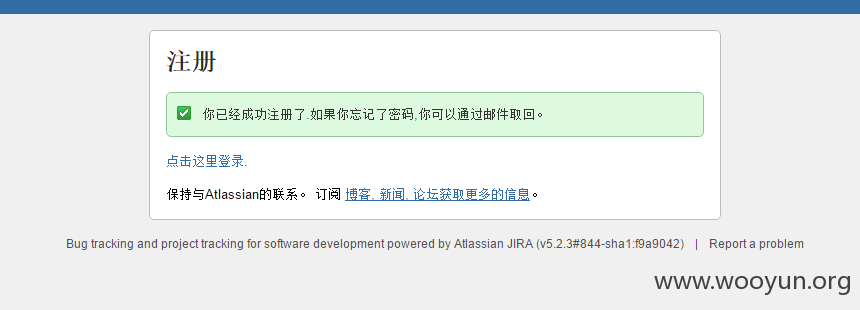 注册
你已经成功注册了.如果你忘记了密码,你可以通过邮件取回。
点击这里登录.
保持与Atlassian的联系。 订阅 博客, 新闻, 论坛获取更多的信息。
Bug tracking and project tracking for software development powered by Atlassian JIRA (v5.2.3#844-sha1:f9a9042) | Report a problem
www.wooyun.org